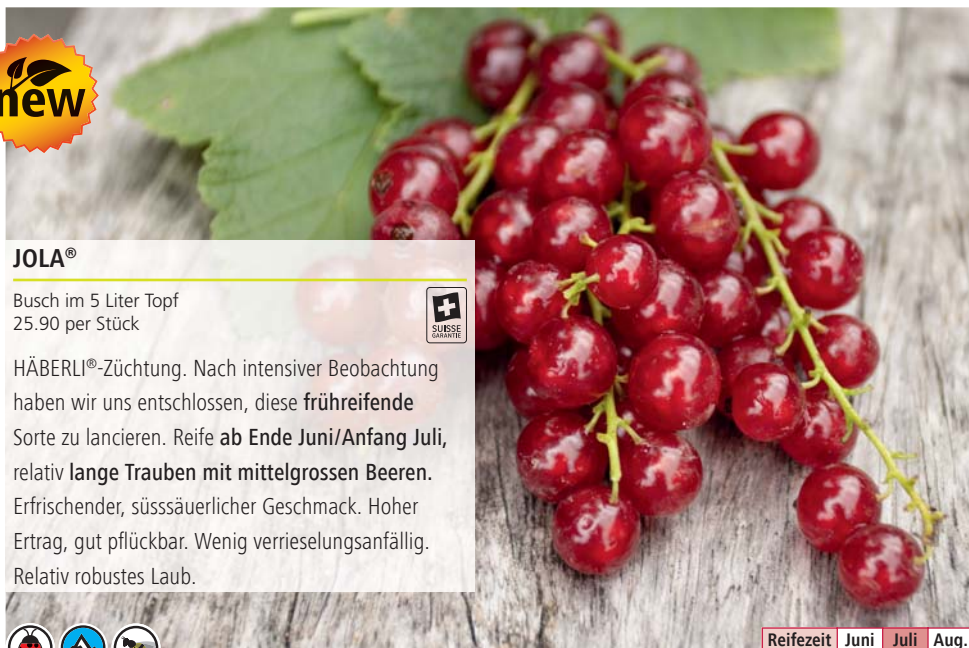 new
JOLA®
Busch im 5 Liter Topf
25.90 per Stück
SUISSE
GARANTIE
HÄBERLI®-Züchtung. Nach intensiver Beobachtung
haben wir uns entschlossen, diese frühreifende
Sorte zu lancieren. Reife ab Ende Juni/Anfang Juli,
relativ lange Trauben mit mittelgrossen Beeren.
Erfrischender, süsssäuerlicher Geschmack. Hoher
Ertrag, gut pflückbar. Wenig verrieselungsanfällig.
Relativ robustes Laub.
Reifezeit Juni Juli Aug.